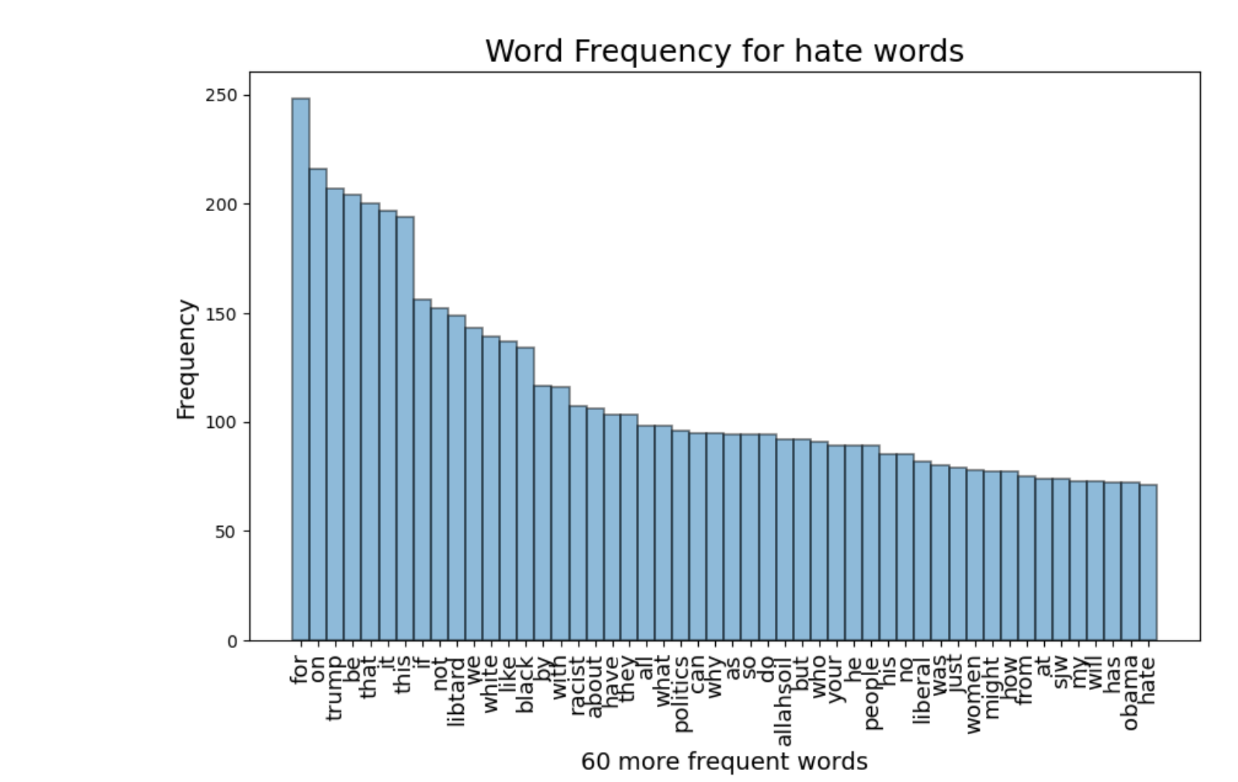 Word Frequency for hate words
250
200
150
100
50
0
Frequency
for on trump be that it this if not libtard we white like black by with racist about have they all what politics can why as so do allahsoil but who your he people his no liberal was just women might how from at sjw my will has obama hate
60 more frequent words